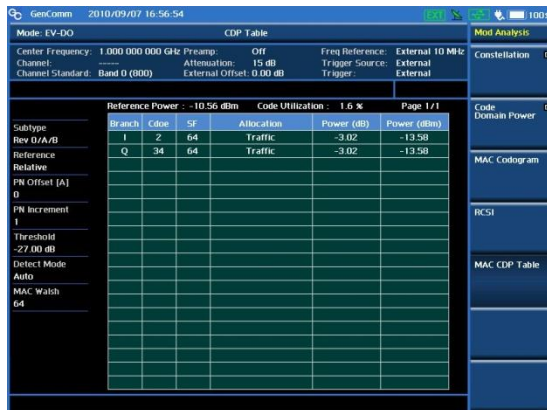 GenComm 2010/09/07 16:56:54 EXT 100%
Mode: EV-DO CDP Table Mod Analysis
Center Frequency: 1.000 000 000 GHz Preamp: Off Freq Reference: External 10 MHz
Channel: ----- Attenuation: 15 dB Trigger Source: External
Channel Standard: Band 0 (800) External Offset: 0.00 dB Trigger: External
Constellation
Reference Power : -10.56 dBm Code Utilization : 1.6 % Page 1/1
Branch Cdoe SF Allocation Power (dB) Power (dBm)
I 2 64 Traffic -3.02 -13.58
Q 34 64 Traffic -3.02 -13.58
Subtype
Rev 0/A/B
Reference
Relative
PN Offset [A]
0
PN Increment
1
Threshold
-27.00 dB
Detect Mode
Auto
MAC Walsh
64
Code
Domain Power
MAC Codogram
RCSI
MAC CDP Table